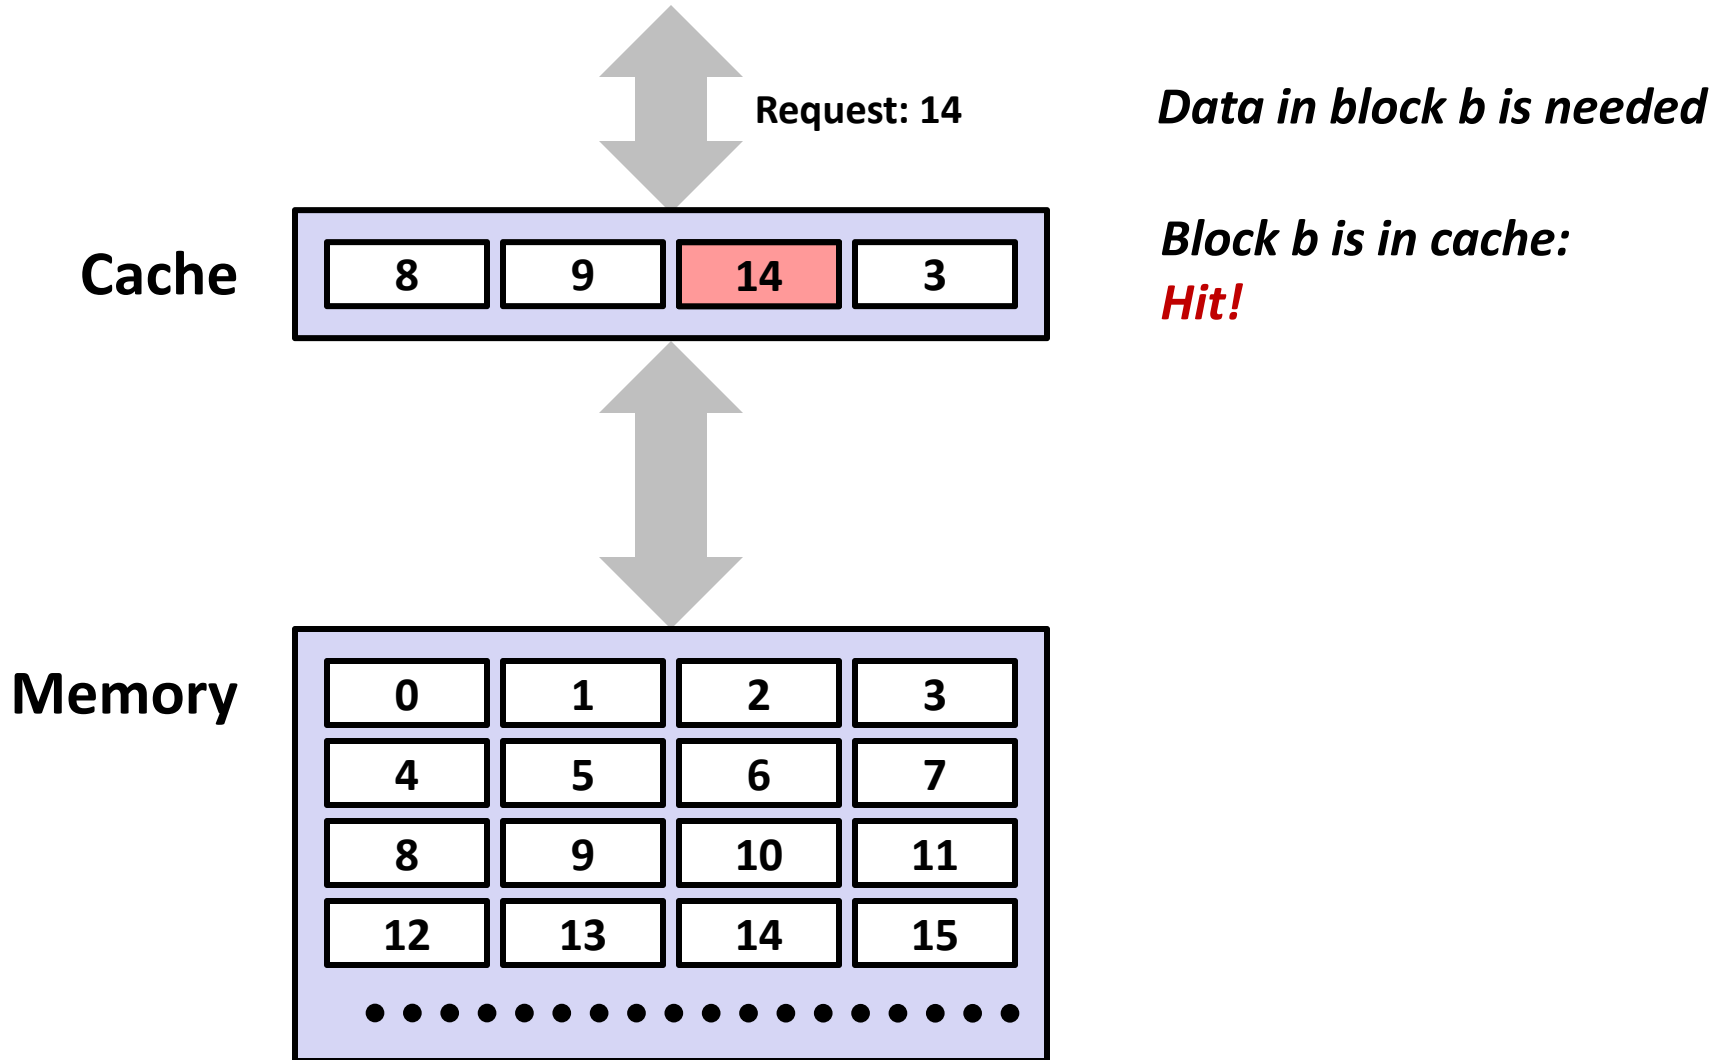 Request: 14
Data in block b is needed
Cache
8 9 14 3
Block b is in cache:
Hit!
Memory
0 1 2 3
4 5 6 7
8 9 10 11
12 13 14 15